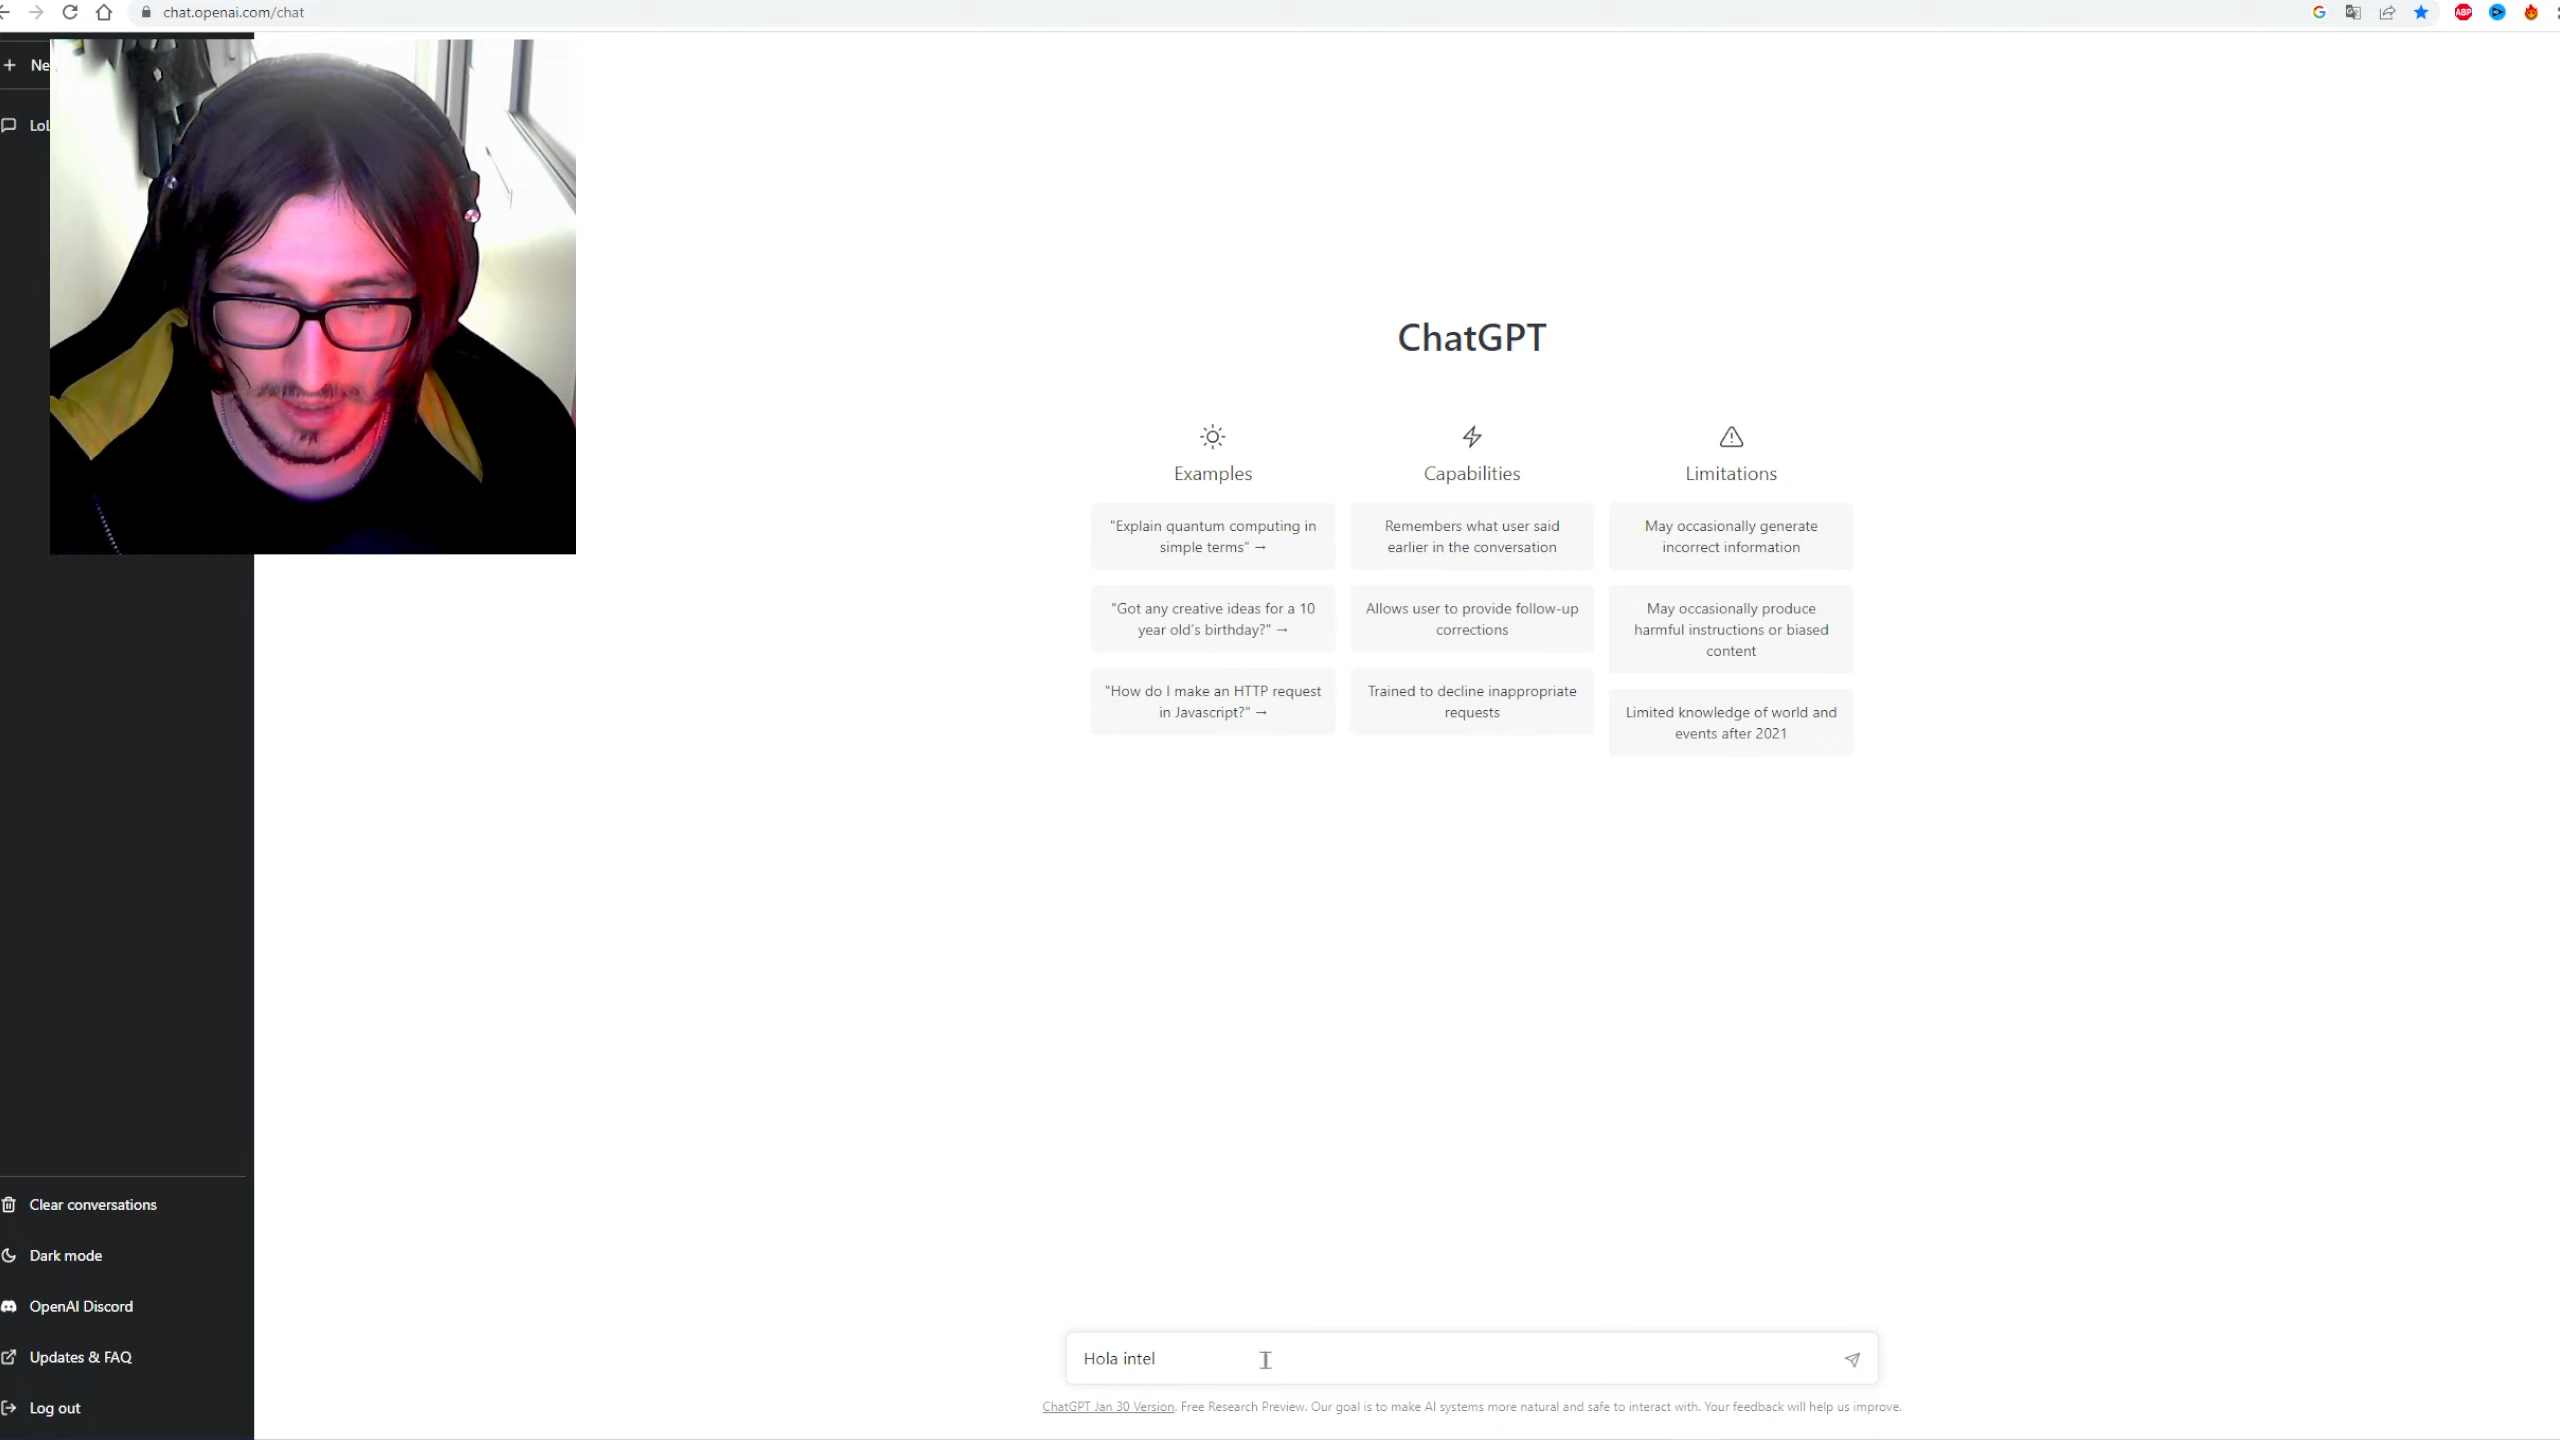 chat.openai.com/chat
ABP
ChatGPT
Examples
"Explain quantum computing in
simple terms" →
"Got any creative ideas for a 10
year old's birthday?" →
"How do I make an HTTP request
in Javascript?" →
Capabilities
Remembers what user said
earlier in the conversation
Allows user to provide follow-up
corrections
Trained to decline inappropriate
requests
Limitations
May occasionally generate
incorrect information
May occasionally produce
harmful instructions or biased
content
Limited knowledge of world and
events after 2021
Clear conversations
Dark mode
OpenAI Discord
Updates & FAQ
Log out
Hola intel
ChatGPT Jan 30 Version. Free Research Preview. Our goal is to make AI systems more natural and safe to interact with. Your feedback will help us improve.